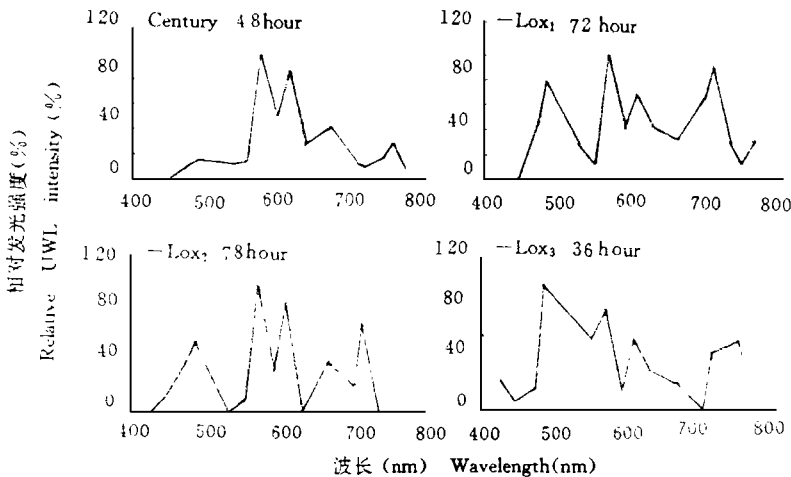 120 Century 48hour
80
40
0
400 500 600 700 800
120 —Lox₁ 72 hour
80
40
0
400 500 600 700 800
120 —Lox₂ 78hour
80
40
0
400 500 600 700 800
120 —Lox₃ 36 hour
80
40
0
400 500 600 700 800
相对发光强度(%)
Relative UWL intensity(%)
波长(nm) Wavelength(nm)